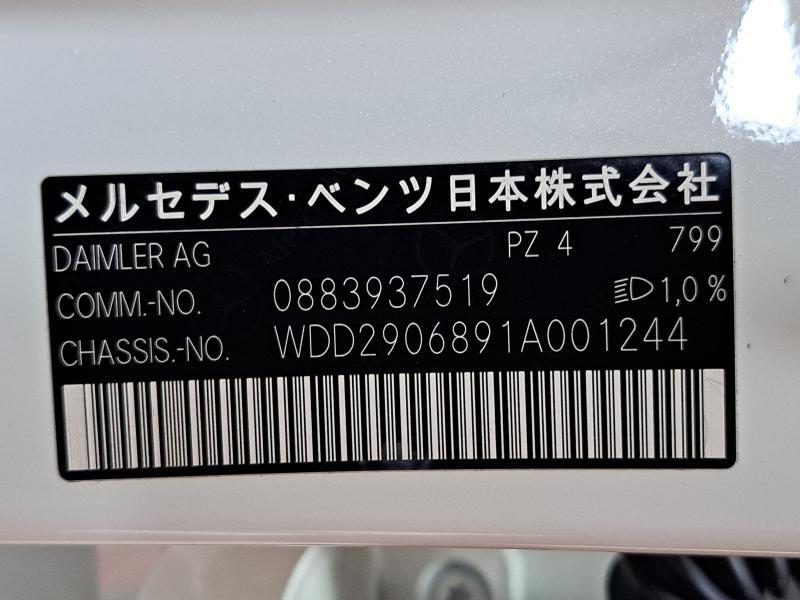 メルセデス・ベンツ日本株式会社
DAIMLER AG PZ 4 799
COMM.-NO. 0883937519 1,0 %
CHASSIS.-NO. WDD2906891A001244